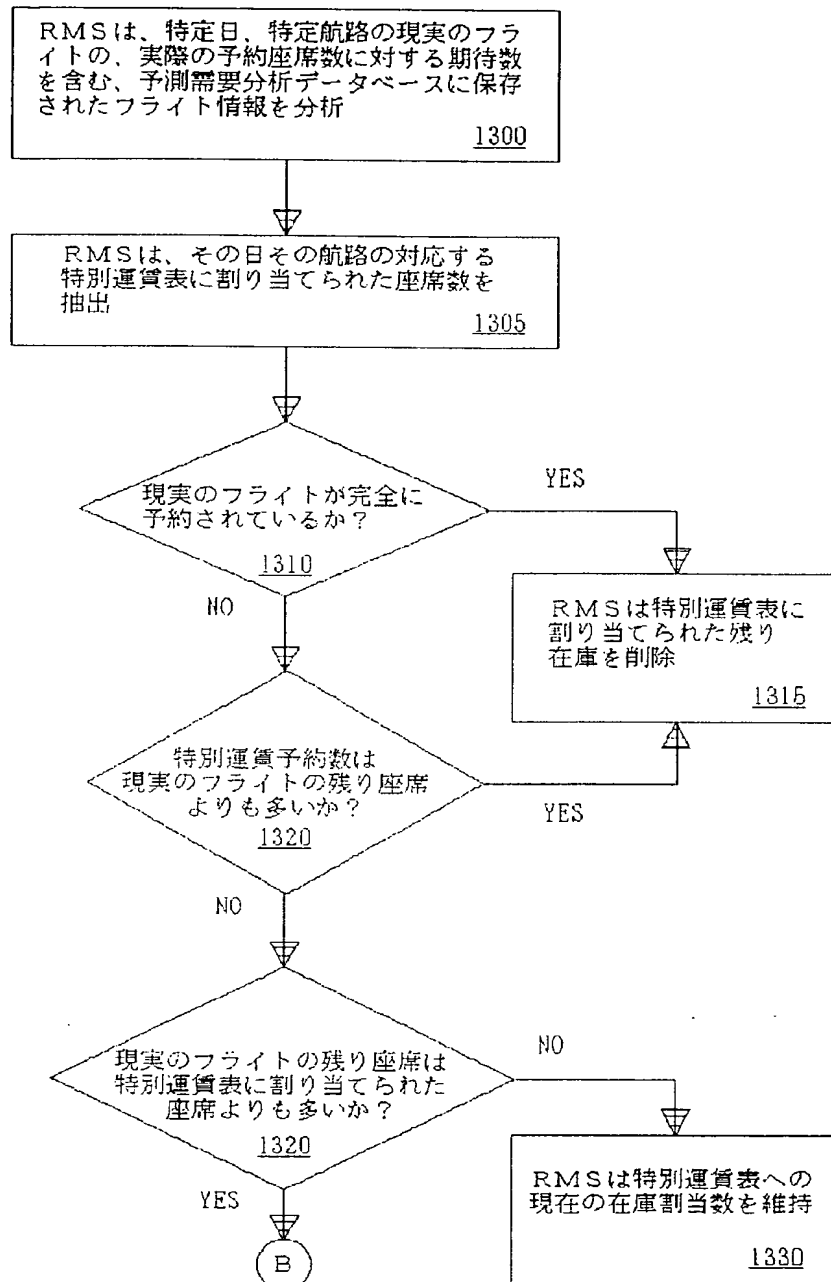 RMSは、特定日、特定航路の現実のフラ
イトの、実際の予約座席数に対する期待数
を含む、予測需要分析データベースに保存
されたフライト情報を分析
1300
RMSは、その日その航路の対応する
特別運賃表に割り当てられた座席数を
抽出
1305
現実のフライトが完全に
予約されているか?
1310
YES
NO
RMSは特別運賃表に
割り当てられた残り
在庫を削除
1315
特別運賃予約数は
現実のフライトの残り座席
よりも多いか?
1320
YES
NO
現実のフライトの残り座席は
特別運賃表に割り当てられた
座席よりも多いか?
1320
NO
YES
RMSは特別運賃表への
現在の在庫割当数を維持
1330
B